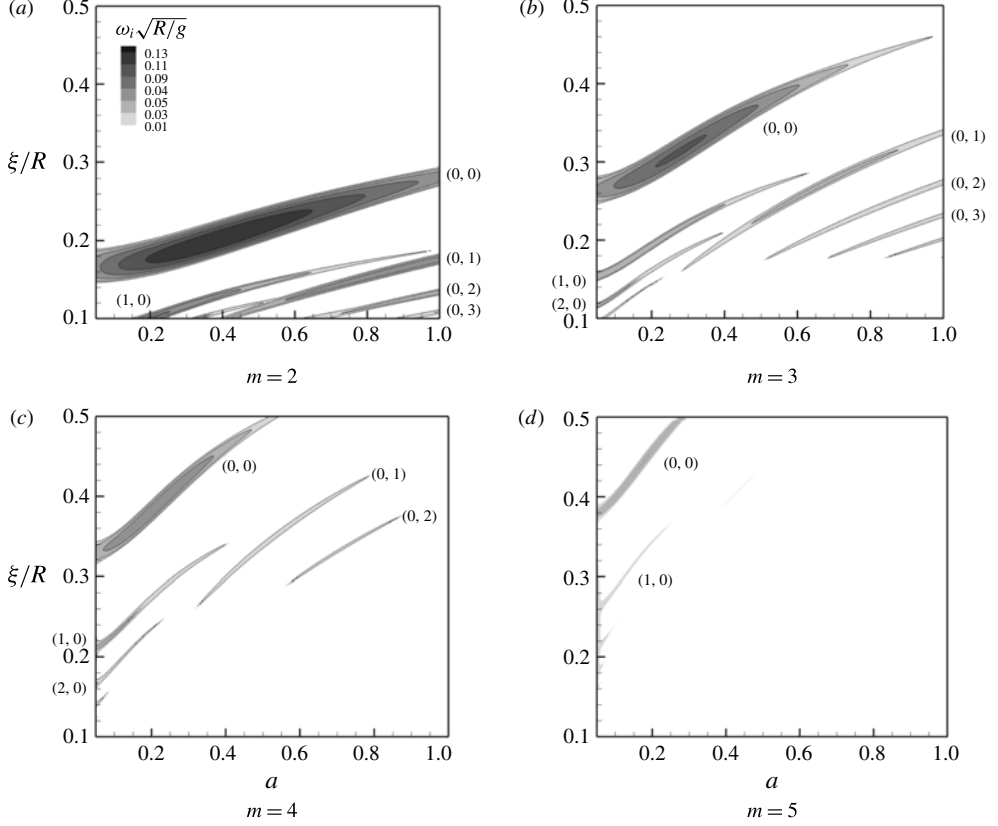 (a)
ω_i√R/g
0.13
0.11
0.09
0.04
0.05
0.03
0.01
ξ/R
0.5
0.4
0.3
0.2
0.1
(0, 0)
(0, 1)
(0, 2)
(0, 3)
(1, 0)
0.2 0.4 0.6 0.8 1.0
m = 2
(b)
0.5
0.4
0.3
0.2
0.1
(0, 0)
(0, 1)
(0, 2)
(0, 3)
(1, 0)
(2, 0)
0.2 0.4 0.6 0.8 1.0
m = 3
(c)
ξ/R
0.5
0.4
0.3
0.2
0.1
(0, 0)
(0, 1)
(0, 2)
(1, 0)
(2, 0)
0.2 0.4 0.6 0.8 1.0
a
m = 4
(d)
0.5
0.4
0.3
0.2
0.1
(0, 0)
(1, 0)
0.2 0.4 0.6 0.8 1.0
a
m = 5